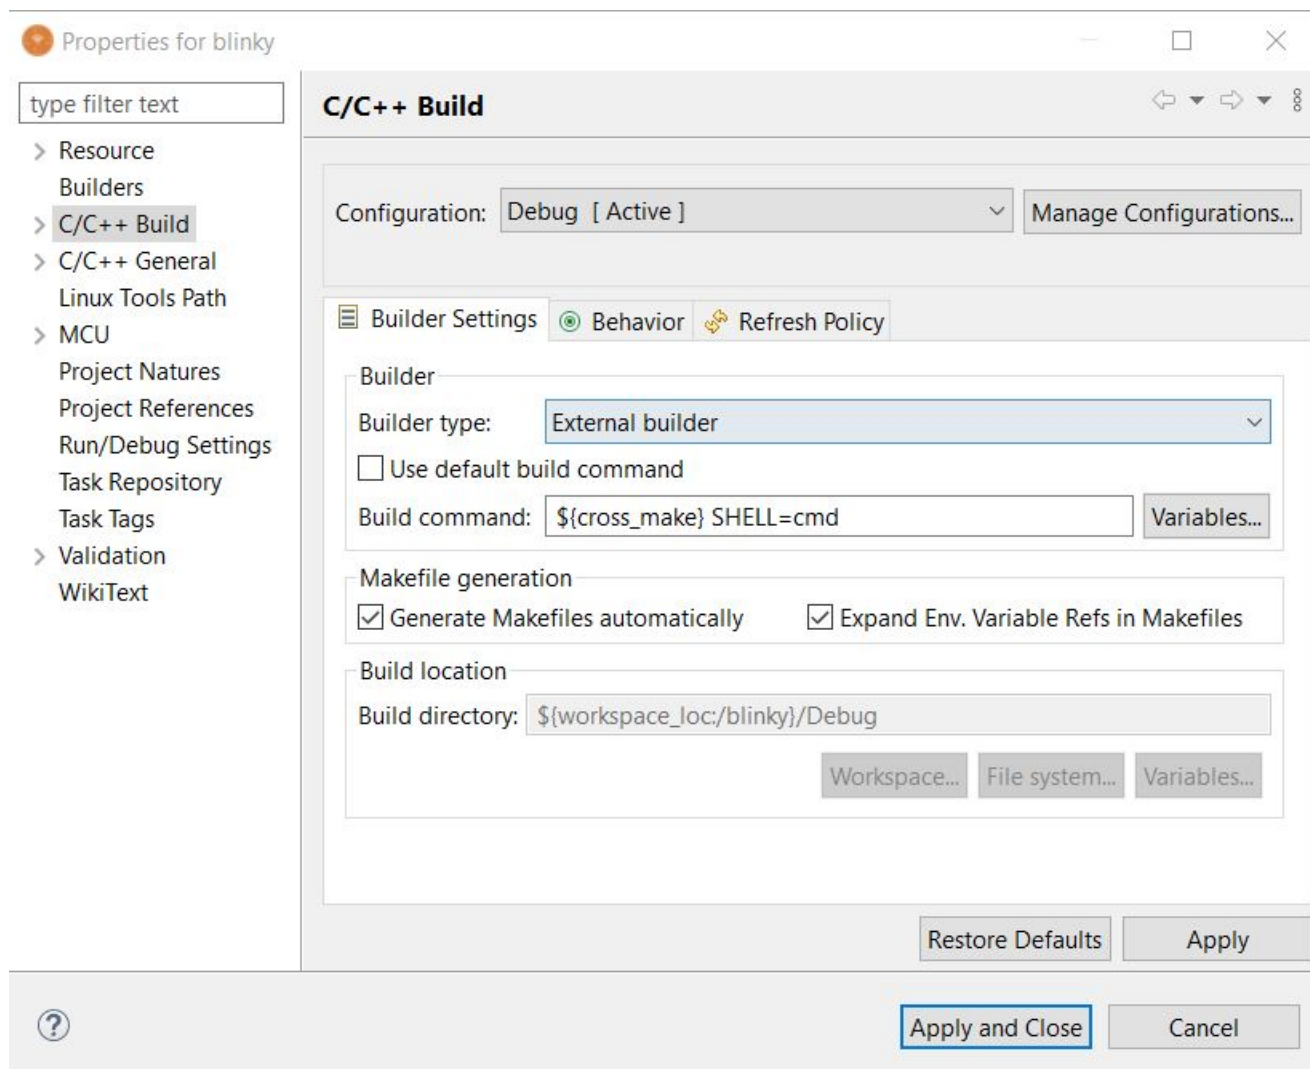 Properties for blinky
type filter text
Resource
Builders
C/C++ Build
C/C++ General
Linux Tools Path
MCU
Project Natures
Project References
Run/Debug Settings
Task Repository
Task Tags
Validation
WikiText
C/C++ Build
Configuration: Debug [ Active ] Manage Configurations...
Builder Settings Behavior Refresh Policy
Builder
Builder type: External builder
Use default build command
Build command: ${cross_make} SHELL=cmd Variables...
Makefile generation
Generate Makefiles automatically Expand Env. Variable Refs in Makefiles
Build location
Build directory: ${workspace_loc:/blinky}/Debug
Workspace... File system... Variables...
Restore Defaults Apply
? Apply and Close Cancel